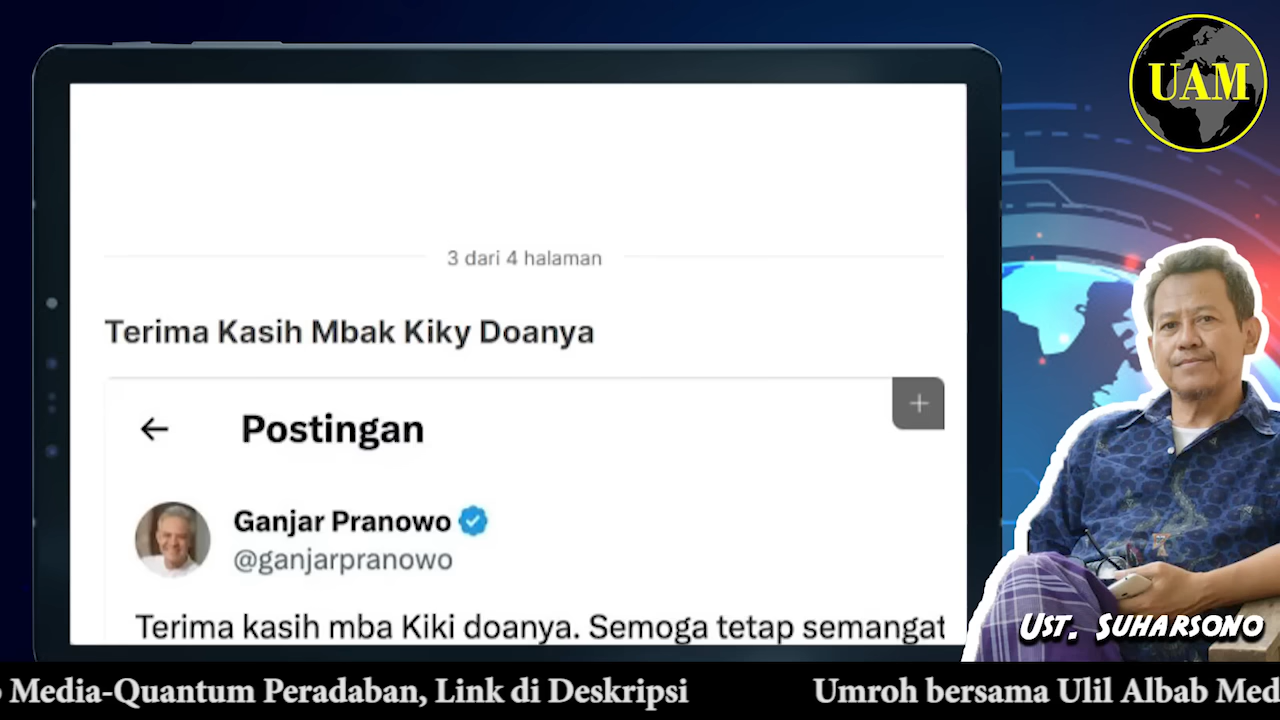 UAM
3 dari 4 halaman
Terima Kasih Mbak Kiky Doanya
Postingan
Ganjar Pranowo
@ganjarpranowo
Terima kasih mba Kiki doanya. Semoga tetap semangat
UST. SUHARSONO
Media-Quantum Peradaban, Link di Deskripsi
Umroh bersama Ulil Albab Med